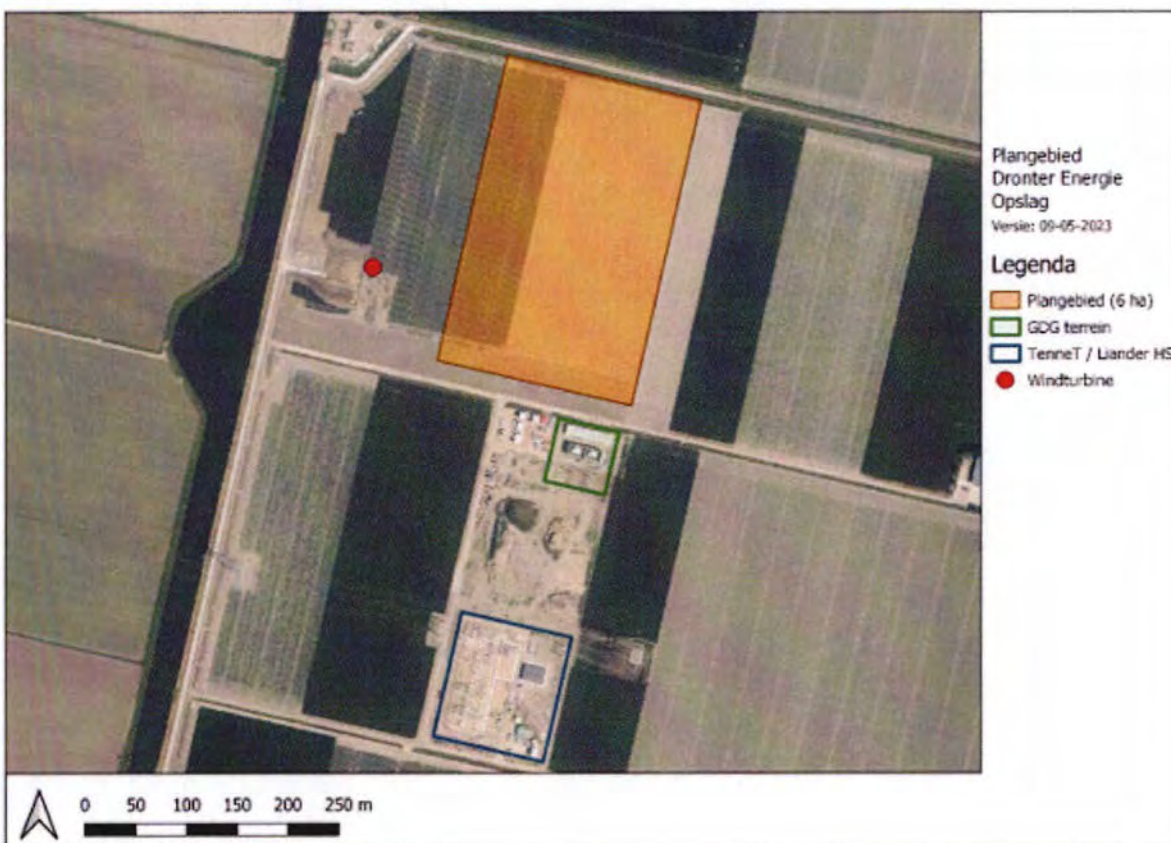 Plangebied
Dronter Energie
Opslag
Versie: 09-05-2023
Legenda
Plangebied (6 ha)
GDG terrein
TenneT / Liander HS
Windturbine
0 50 100 150 200 250 m